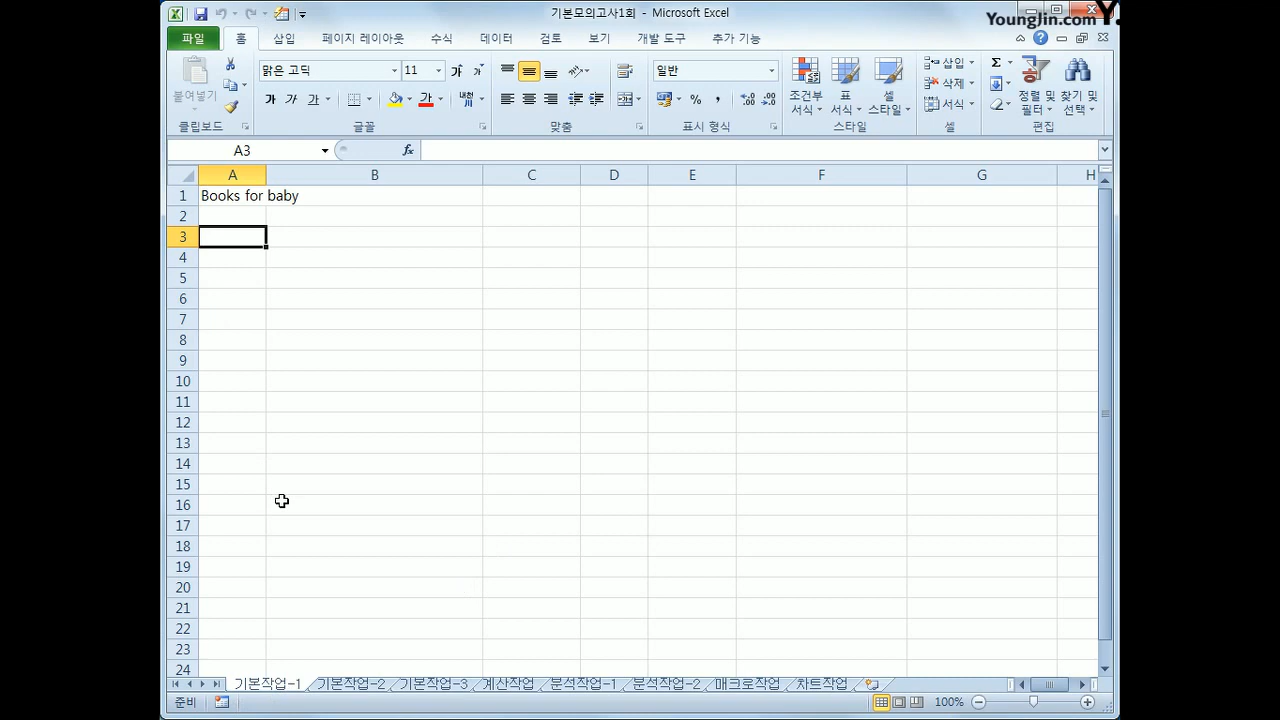 기본모의고사1회 - Microsoft Excel
YoungJin.com Y.
파일 홈 삽입 페이지 레이아웃 수식 데이터 검토 보기 개발 도구 추가 기능
붙여넣기
클립보드
맑은 고딕 11 가 가
가 가 가 가 내천
글꼴
맞춤
일반
% ,
표시 형식
조건부 서식 표 서식 셀 스타일
스타일
삽입
삭제
서식
셀
Σ 정렬 및 필터 찾기 및 선택
편집
A3 fx
A B C D E F G H
1 Books for baby
2
3
4
5
6
7
8
9
10
11
12
13
14
15
16
17
18
19
20
21
22
23
24
기본작업-1 기본작업-2 기본작업-3 계산작업 분석작업-1 분석작업-2 매크로작업 차트작업
준비 100%